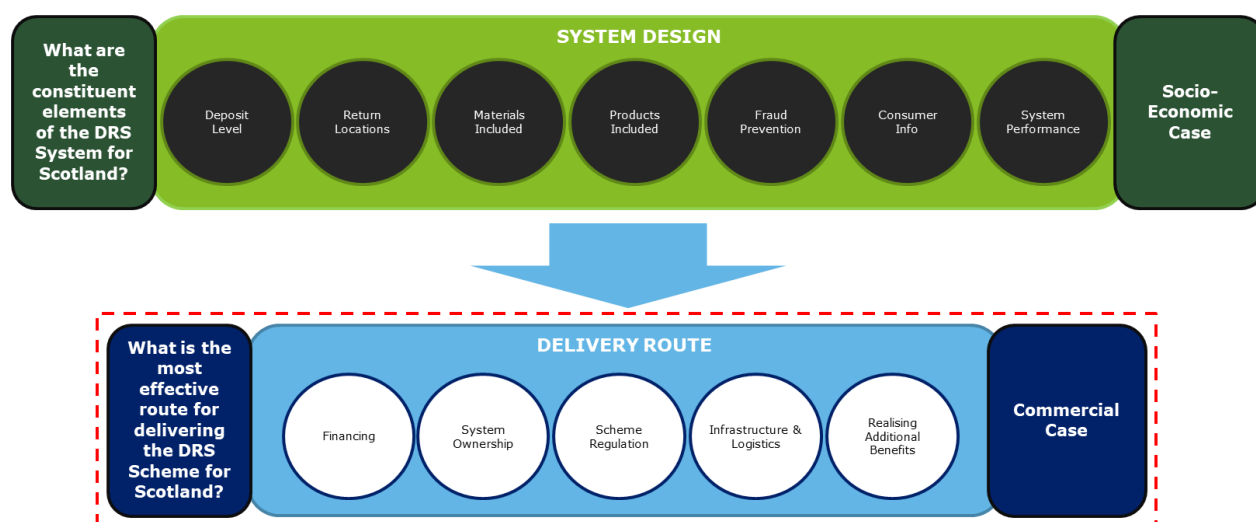 What are
the
constituent
elements
of the DRS
System for
Scotland?
SYSTEM DESIGN
Deposit
Level
Return
Locations
Materials
Included
Products
Included
Fraud
Prevention
Consumer
Info
System
Performance
Socio-
Economic
Case
What is the
most
effective
route for
delivering
the DRS
Scheme for
Scotland?
DELIVERY ROUTE
Financing
System
Ownership
Scheme
Regulation
Infrastructure &
Logistics
Realising
Additional
Benefits
Commercial
Case